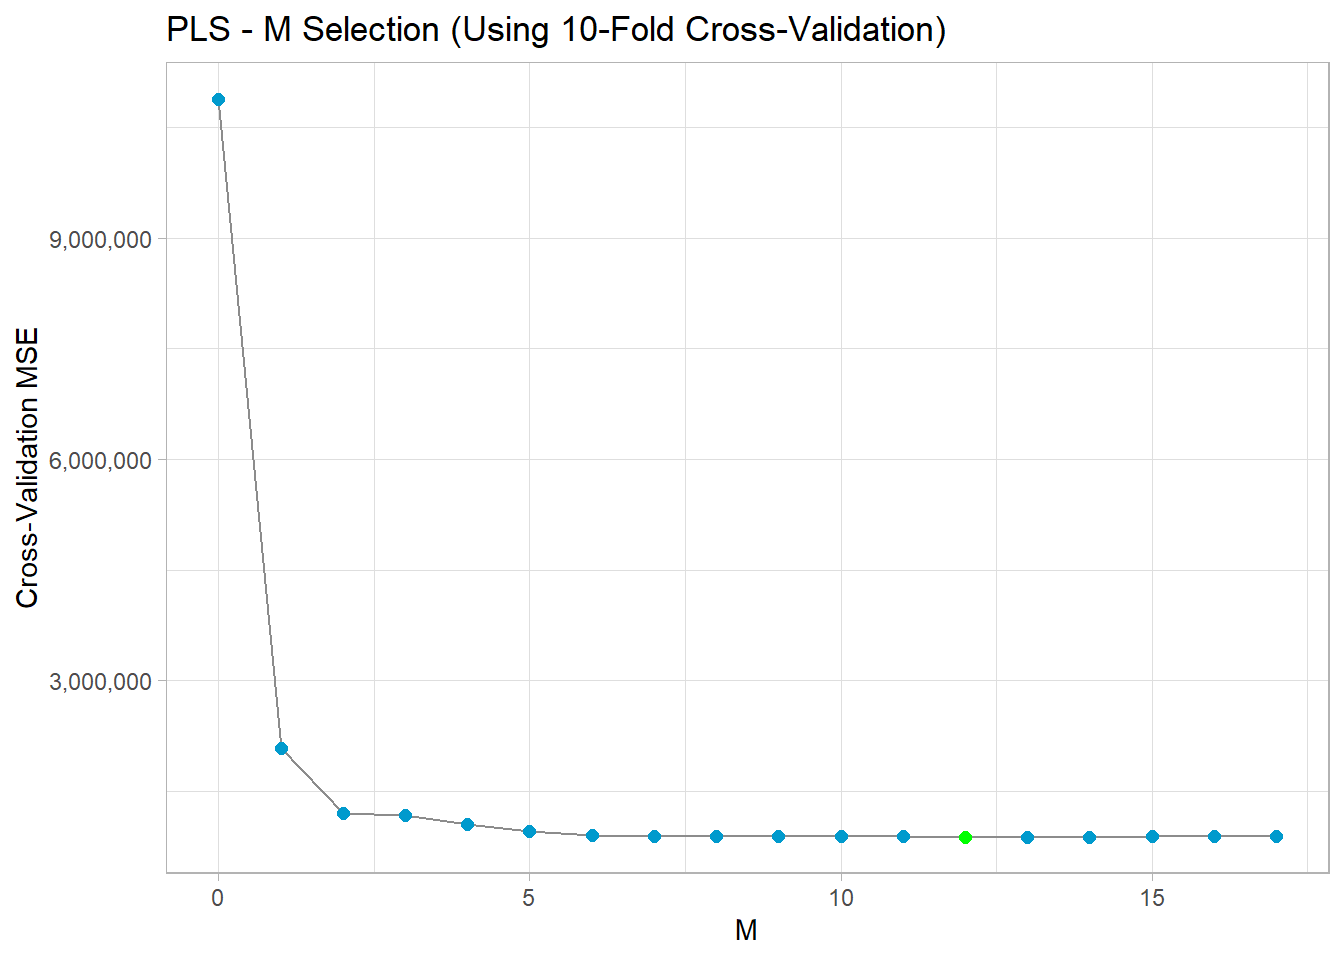 PLS - M Selection (Using 10-Fold Cross-Validation)
Cross-Validation MSE
9,000,000
6,000,000
3,000,000
0 5 10 15
M